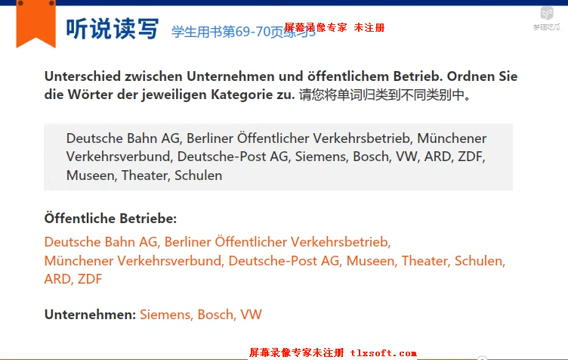 听说读写 学生用书第69-70页练习5
屏幕录像专家 未注册
Unterschied zwischen Unternehmen und öffentlichem Betrieb. Ordnen Sie
die Wörter der jeweiligen Kategorie zu. 请您将单词归类到不同类别中。
Deutsche Bahn AG, Berliner Öffentlicher Verkehrsbetrieb, Münchener
Verkehrsverbund, Deutsche-Post AG, Siemens, Bosch, VW, ARD, ZDF,
Museen, Theater, Schulen
Öffentliche Betriebe:
Deutsche Bahn AG, Berliner Öffentlicher Verkehrsbetrieb,
Münchener Verkehrsverbund, Deutsche-Post AG, Museen, Theater, Schulen,
ARD, ZDF
Unternehmen: Siemens, Bosch, VW
屏幕录像专家未注册 tlxsoft.com